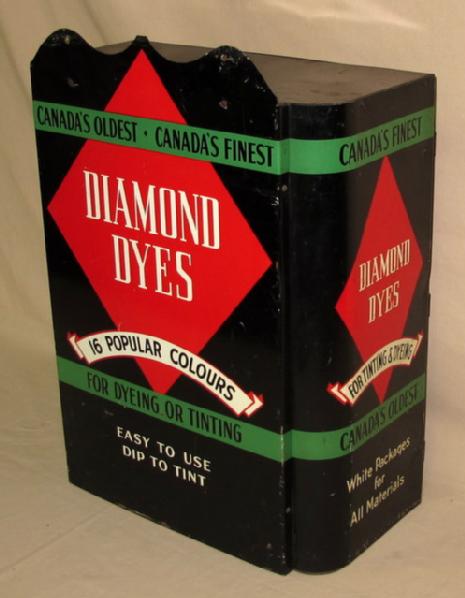 CANADA'S OLDEST · CANADA'S FINEST
DIAMOND
DYES
16 POPULAR COLOURS
FOR DYEING OR TINTING
EASY TO USE
DIP TO TINT
CANADA'S FINEST
DIAMOND
DYES
FOR TINTING & DYEING
CANADA'S OLDEST
White Packages
for
All Materials